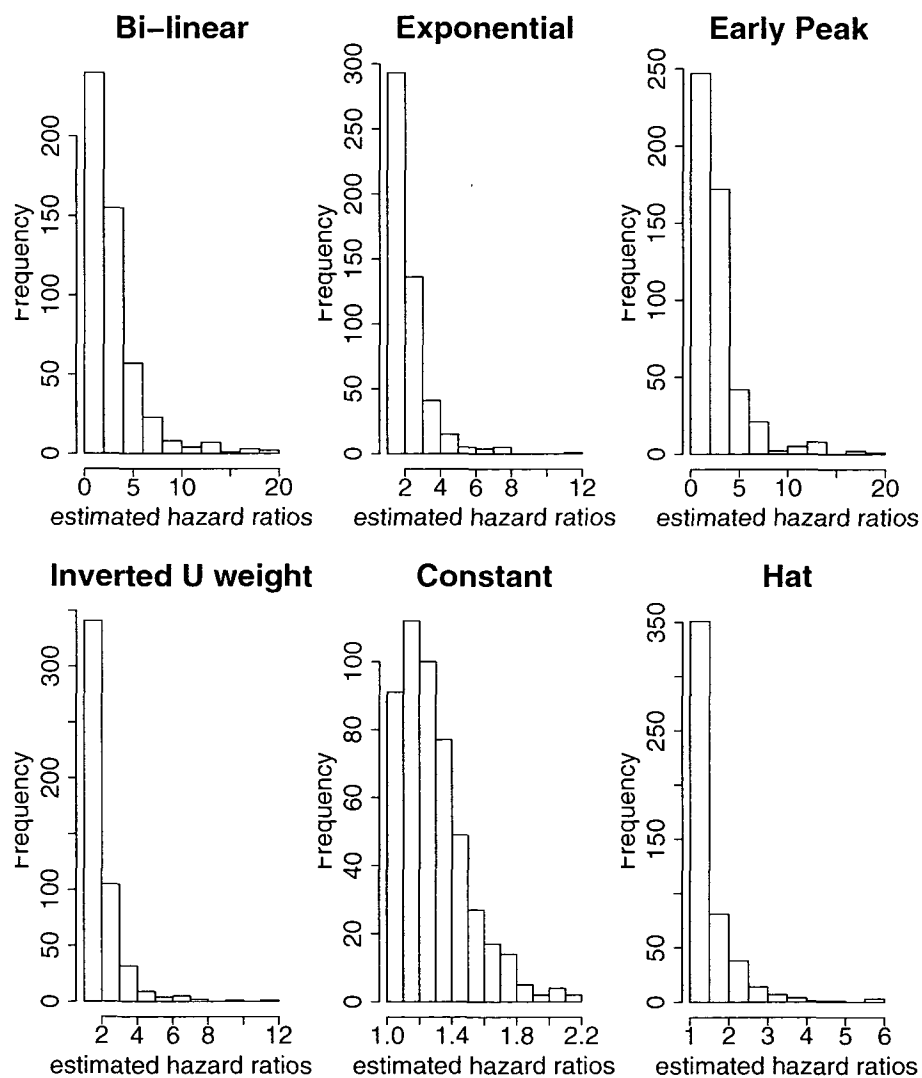 Bi–linear
Frequency
0
50
100
150
200
0 5 10 20
estimated hazard ratios
Exponential
Frequency
0
50
100
150
200
250
300
2 4 6 8 12
estimated hazard ratios
Early Peak
Frequency
0
50
100
150
200
250
0 5 10 20
estimated hazard ratios
Inverted U weight
Frequency
0
50
100
200
300
2 4 6 8 12
estimated hazard ratios
Constant
Frequency
0
20
40
60
80
100
1.0 1.4 1.8 2.2
estimated hazard ratios
Hat
Frequency
0
50
150
250
350
1 2 3 4 5 6
estimated hazard ratios